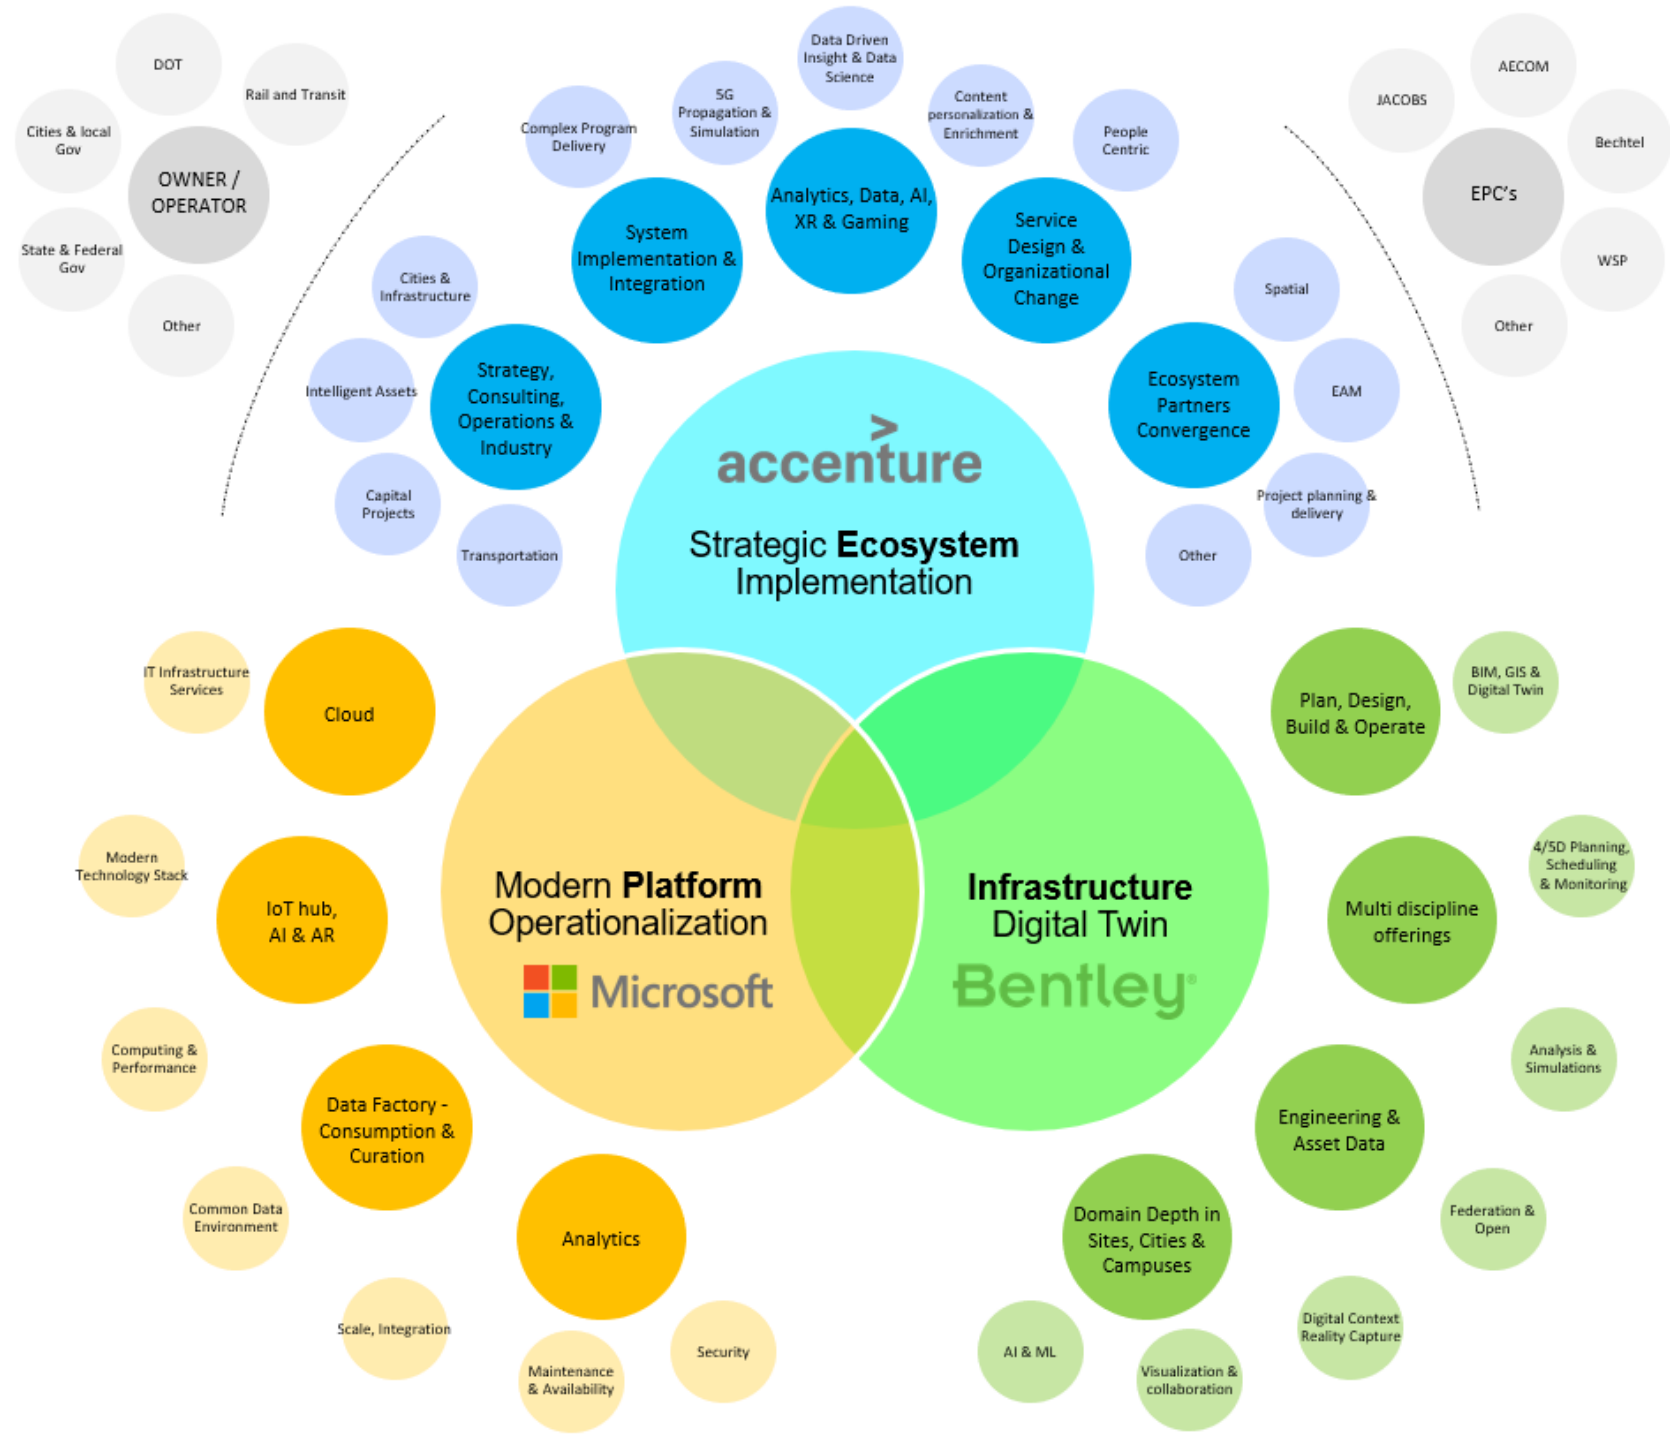 DOT
Rail and Transit
Cities & local
Gov
OWNER /
OPERATOR
State & Federal
Gov
Other
Complex Program
Delivery
5G
Propagation &
Simulation
Data Driven
Insight & Data
Science
Content
personalization &
Enrichment
People
Centric
System
Implementation &
Integration
Analytics, Data, AI,
XR & Gaming
Service
Design &
Organizational
Change
JACOBS
AECOM
Bechtel
EPC's
WSP
Other
Cities &
Infrastructure
Intelligent Assets
Strategy,
Consulting,
Operations &
Industry
Capital
Projects
Transportation
Spatial
Ecosystem
Partners
Convergence
EAM
Project planning &
delivery
Other
>
accenture
Strategic Ecosystem
Implementation
IT Infrastructure
Services
Cloud
Modern
Technology Stack
IoT hub,
AI & AR
Computing &
Performance
Data Factory -
Consumption &
Curation
Common Data
Environment
Analytics
Scale, Integration
Maintenance
& Availability
Security
Modern Platform
Operationalization
Microsoft
Infrastructure
Digital Twin
Bentley®
Plan, Design,
Build & Operate
BIM, GIS &
Digital Twin
4/5D Planning,
Scheduling
& Monitoring
Multi discipline
offerings
Analysis &
Simulations
Engineering &
Asset Data
Federation &
Open
Domain Depth in
Sites, Cities &
Campuses
Digital Context
Reality Capture
AI & ML
Visualization &
collaboration